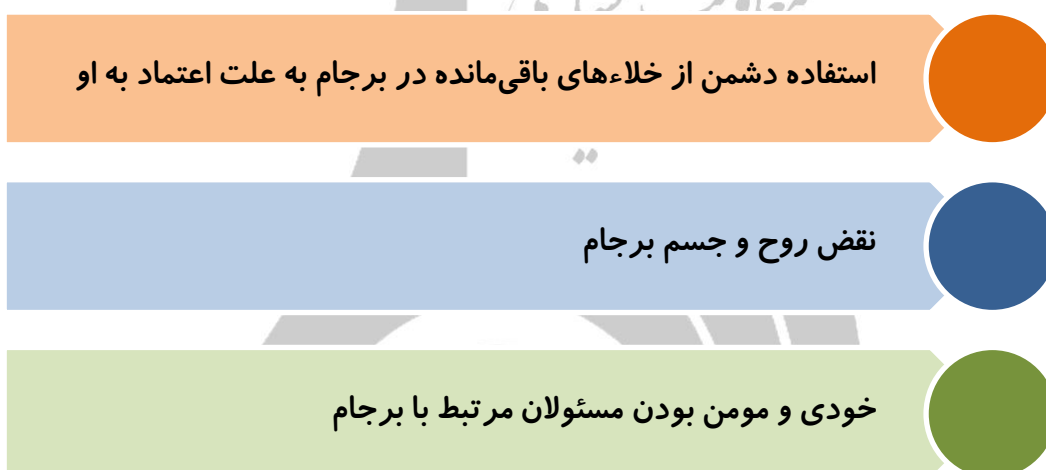 استفاده دشمن از خلاءهای باقی‌مانده در برجام به علت اعتماد به او
نقض روح و جسم برجام
خودی و مومن بودن مسئولان مرتبط با برجام